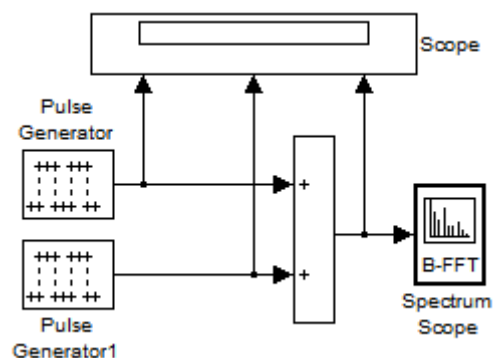 Scope
Pulse
Generator
+
+
B-FFT
Spectrum
Scope
Pulse
Generator1